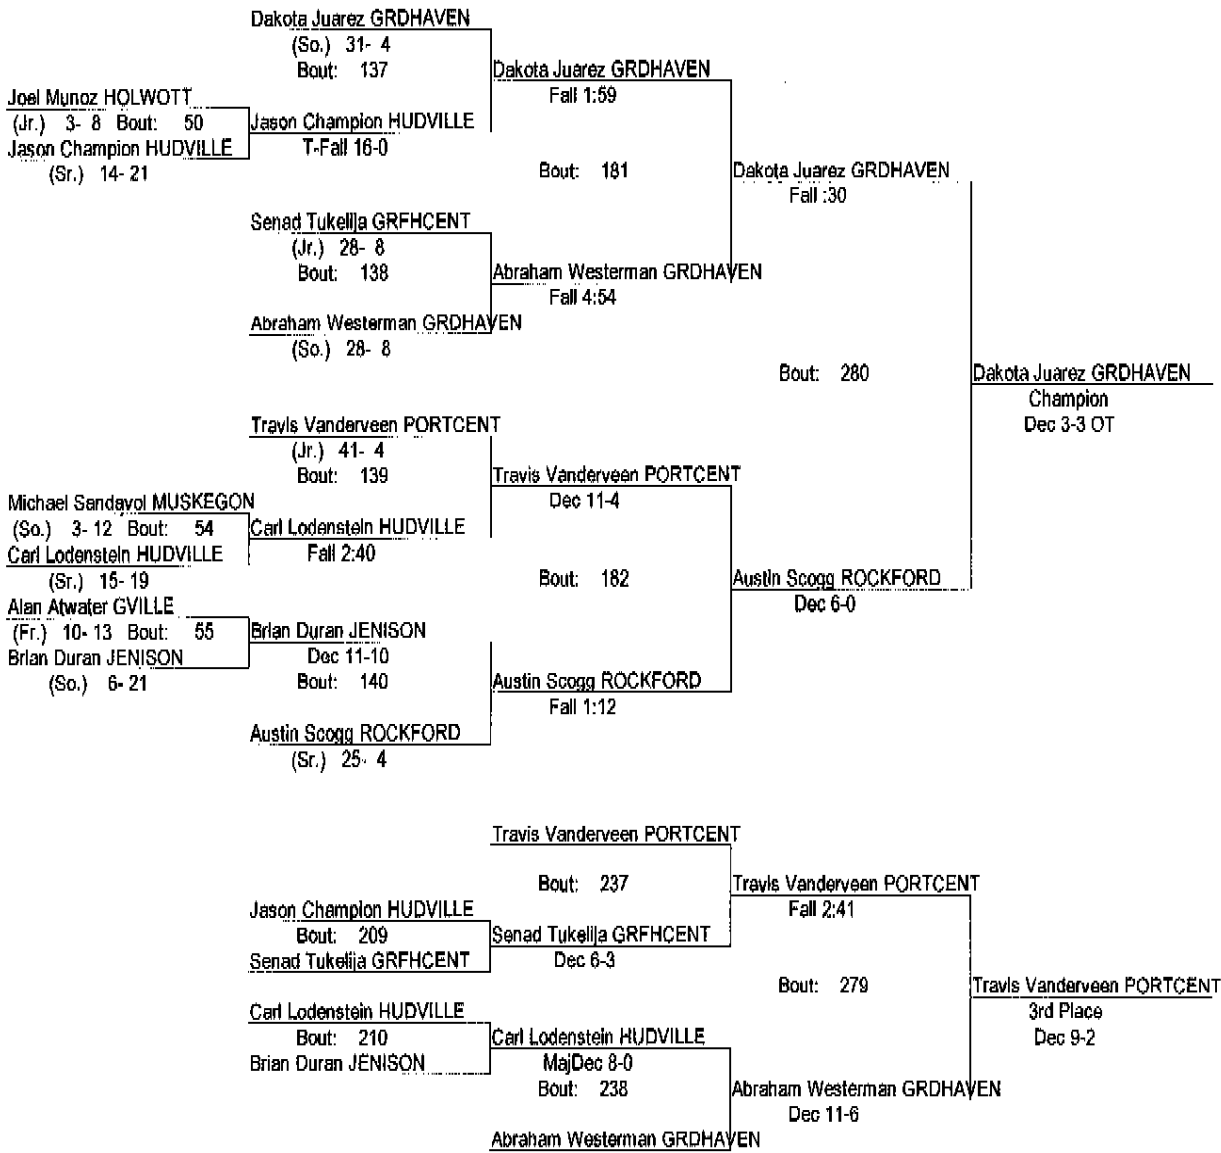 Dakota Juarez GRDHAVEN
(So.) 31- 4
Bout: 137
Dakota Juarez GRDHAVEN
Fall 1:59
Joel Munoz HOLWOTT
(Jr.) 3- 8 Bout: 50
Jason Champion HUDVILLE
T-Fall 16-0
Jason Champion HUDVILLE
(Sr.) 14- 21
Bout: 181
Dakota Juarez GRDHAVEN
Fall :30
Senad Tukelija GRFHCENT
(Jr.) 28- 8
Bout: 138
Abraham Westerman GRDHAVEN
Fall 4:54
Abraham Westerman GRDHAVEN
(So.) 28- 8
Bout: 280
Dakota Juarez GRDHAVEN
Champion
Dec 3-3 OT
Travis Vanderveen PORTCENT
(Jr.) 41- 4
Bout: 139
Travis Vanderveen PORTCENT
Dec 11-4
Michael Sandavol MUSKEGON
(So.) 3- 12 Bout: 54
Carl Lodenstein HUDVILLE
Fall 2:40
Carl Lodenstein HUDVILLE
(Sr.) 15- 19
Bout: 182
Austin Scogg ROCKFORD
Dec 6-0
Alan Atwater GVILLE
(Fr.) 10- 13 Bout: 55
Brian Duran JENISON
Dec 11-10
Brian Duran JENISON
(So.) 6- 21
Bout: 140
Austin Scogg ROCKFORD
Fall 1:12
Austin Scogg ROCKFORD
(Sr.) 25- 4
Travis Vanderveen PORTCENT
Bout: 237
Travis Vanderveen PORTCENT
Fall 2:41
Jason Champion HUDVILLE
Bout: 209
Senad Tukelija GRFHCENT
Dec 6-3
Senad Tukelija GRFHCENT
Bout: 279
Travis Vanderveen PORTCENT
3rd Place
Dec 9-2
Carl Lodenstein HUDVILLE
Bout: 210
Carl Lodenstein HUDVILLE
MajDec 8-0
Brian Duran JENISON
Bout: 238
Abraham Westerman GRDHAVEN
Dec 11-6
Abraham Westerman GRDHAVEN